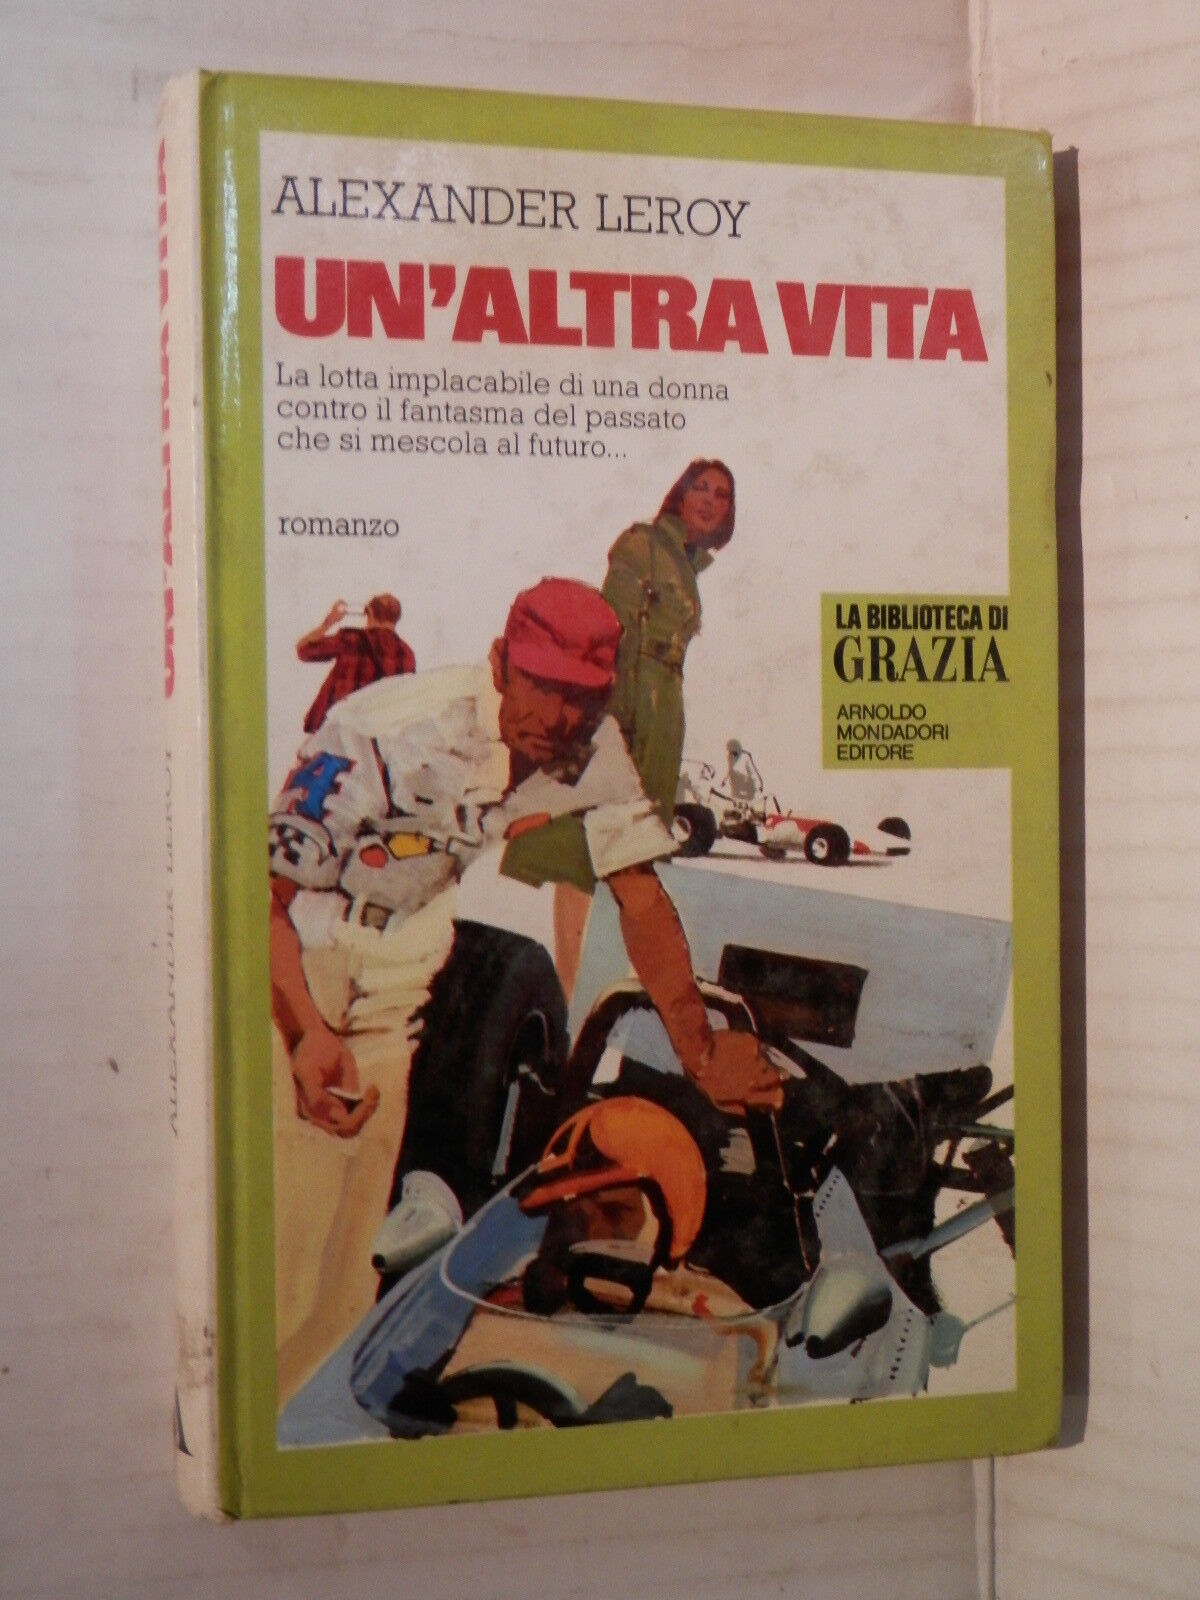 ALEXANDER LEROY
UN'ALTRA VITA
La lotta implacabile di una donna
contro il fantasma del passato
che si mescola al futuro...
romanzo
LA BIBLIOTECA DI
GRAZIA
ARNOLDO
MONDADORI
EDITORE
A
ALEXANDER LEROY UN'ALTRA VITA